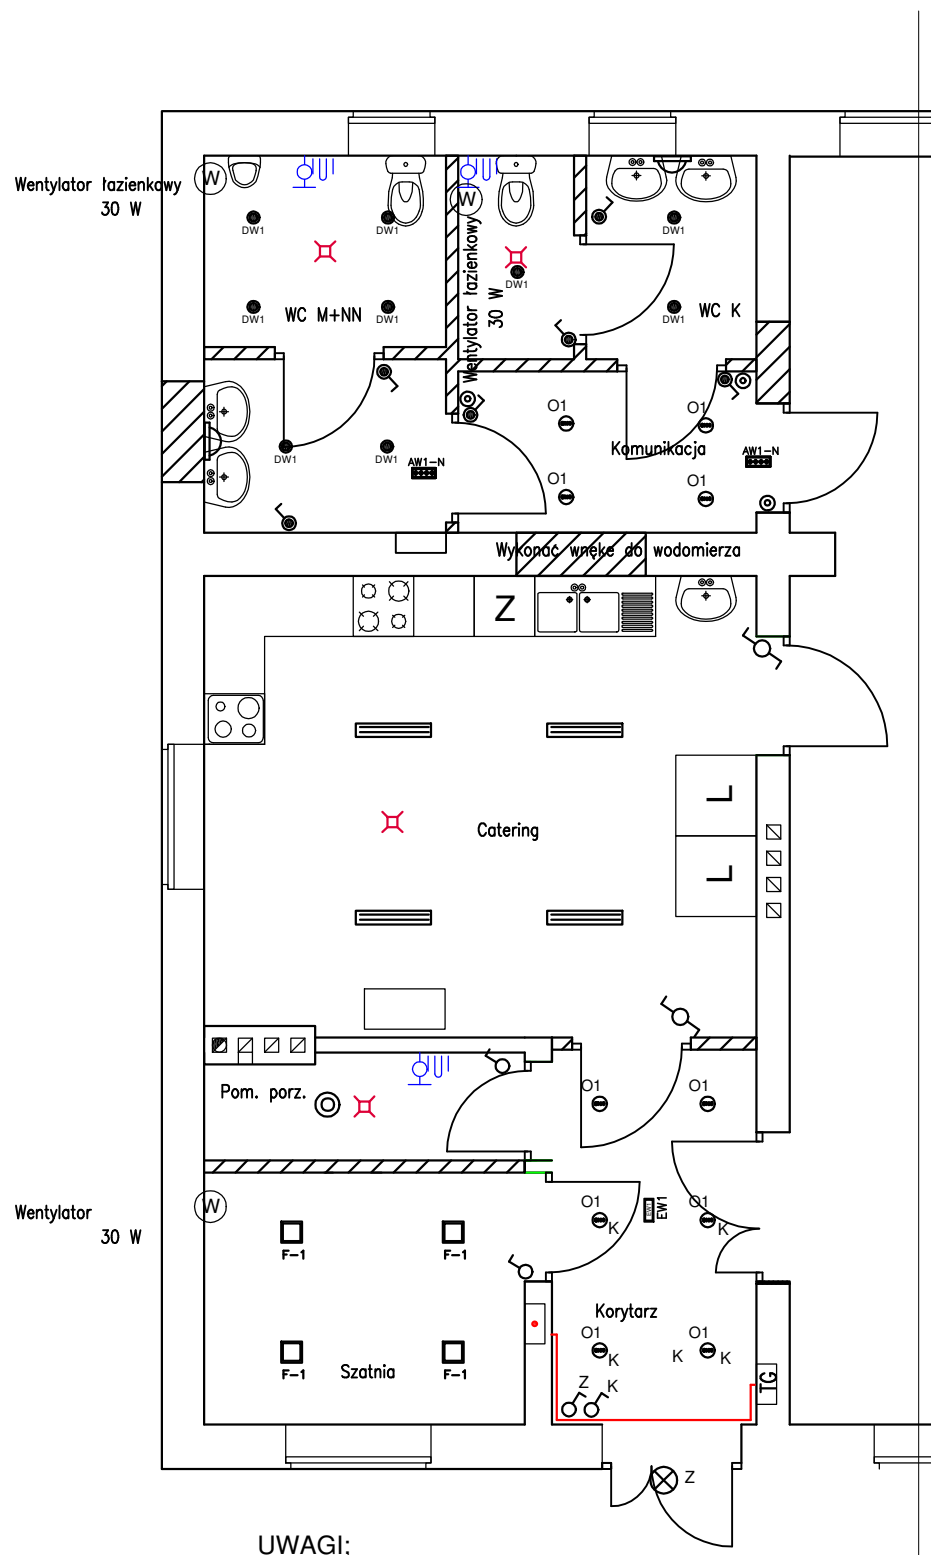 Wentylator łazienkowy
30 W
W
W
DW1
DW1
DW1
DW1
WC M+NN
Wentylator łazienkowy
30 W
DW1
DW1
DW1
WC K
O1
O1
Komunikacja
DW1
DW1
AW1-N
AW1-N
O1
O1
Wykonać wnękę do wodomierza
Z
L
Catering
L
Pom. porz.
O1
O1
Wentylator
30 W
W
O1
K
EW1
EW1
O1
K
F-1
F-1
Korytarz
O1
K
K
O1
K
F-1
F-1
Szatnia
Z
K
TG
Z
UWAGI;